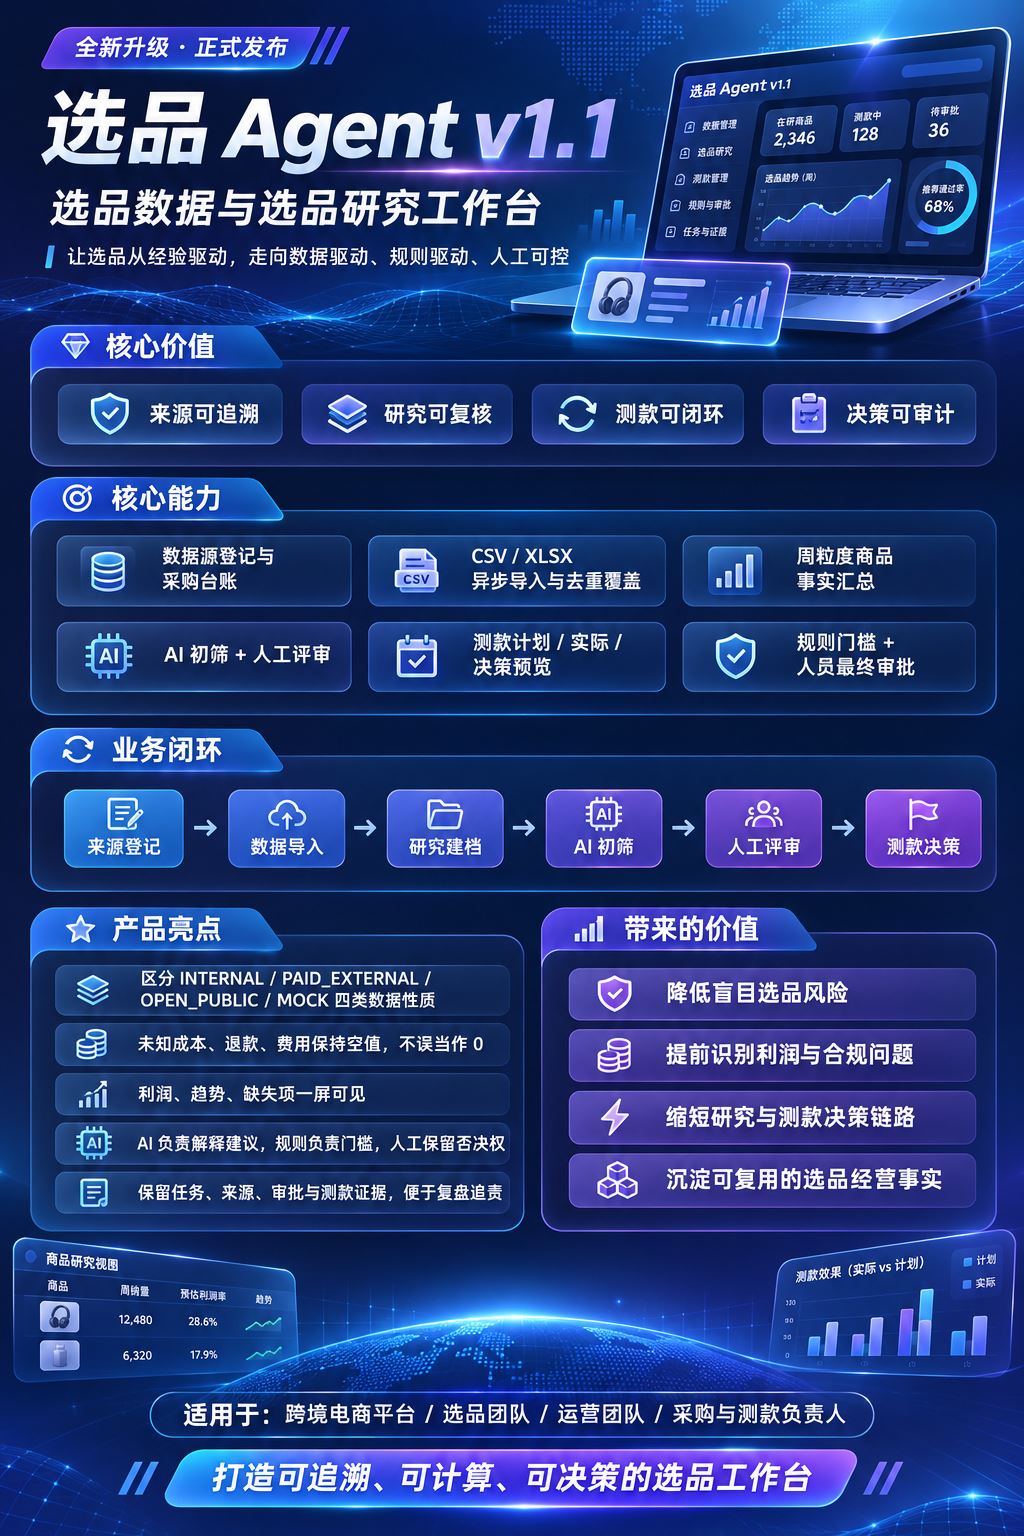 全新升级 · 正式发布
选品 Agent v1.1
选品数据与选品研究工作台
让选品从经验驱动，走向数据驱动、规则驱动、人工可控
选品 Agent v1.1
数据管理
选品研究
测款管理
规则与审批
任务与证据
在研商品
2,346
测款中
128
待审批
36
选品趋势 (周)
68%
核心价值
来源可追溯
研究可复核
测款可闭环
决策可审计
核心能力
数据源登记与
采购台账
CSV
CSV / XLSX
异步导入与去重覆盖
周粒度商品
事实汇总
AI
AI 初筛 + 人工评审
测款计划 / 实际 /
决策预览
规则门槛 +
人员最终审批
业务闭环
来源登记
数据导入
研究建档
AI
AI 初筛
人工评审
测款决策
产品亮点
区分 INTERNAL / PAID_EXTERNAL /
OPEN_PUBLIC / MOCK 四类数据性质
未知成本、退款、费用保持空值，不误当作 0
利润、趋势、缺失项一屏可见
AI
AI 负责解释建议，规则负责门槛，人工保留否决权
保留任务、来源、审批与测款证据，便于复盘追责
带来的价值
降低盲目选品风险
提前识别利润与合规问题
缩短研究与测款决策链路
沉淀可复用的选品经营事实
商品研究视图
商品
周销量
预估利润率
趋势
12,480
28.6%
6,320
17.9%
测款效果（实际 vs 计划）
计划
实际
适用于：跨境电商平台 / 选品团队 / 运营团队 / 采购与测款负责人
打造可追溯、可计算、可决策的选品工作台